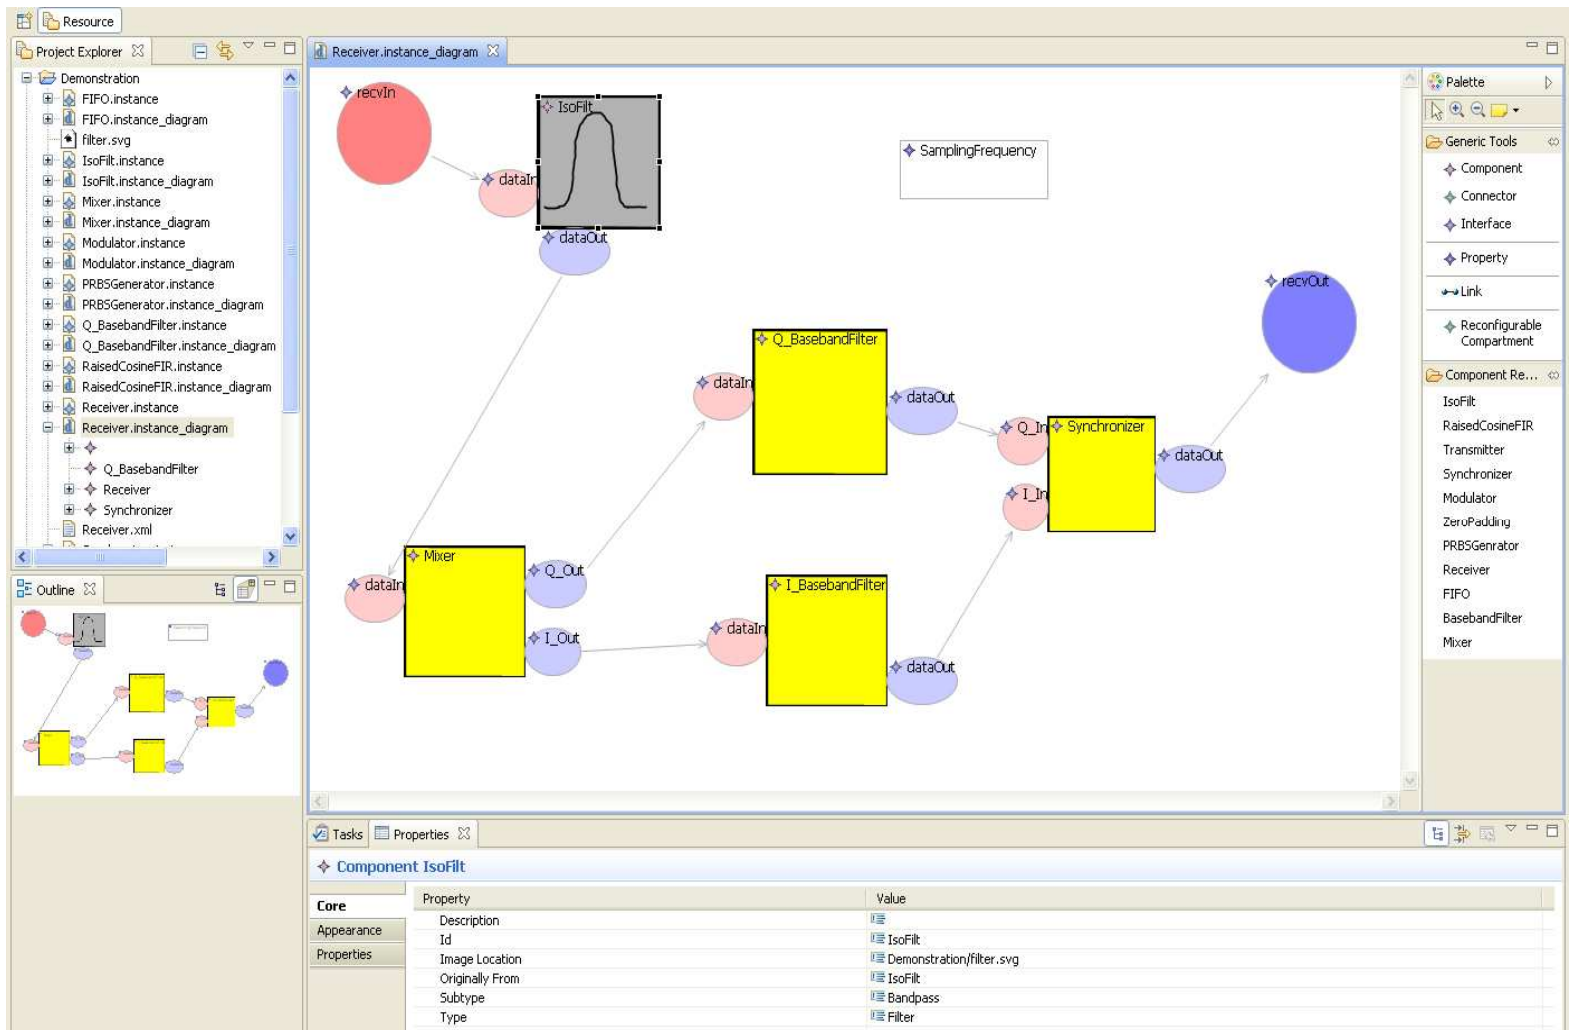 Resource
Project Explorer
Demonstration
FIFO.instance
FIFO.instance_diagram
filter.svg
IsoFilt.instance
IsoFilt.instance_diagram
Mixer.instance
Mixer.instance_diagram
Modulator.instance
Modulator.instance_diagram
PRBSGenerator.instance
PRBSGenerator.instance_diagram
Q_BasebandFilter.instance
Q_BasebandFilter.instance_diagram
RaisedCosineFIR.instance
RaisedCosineFIR.instance_diagram
Receiver.instance
Receiver.instance_diagram
Q_BasebandFilter
Receiver
Synchronizer
Receiver.xml
Outline
Receiver.instance_diagram
recvIn
IsoFilt
dataIn
dataOut
SamplingFrequency
recvOut
Q_BasebandFilter
dataIn
dataOut
Q_In
Synchronizer
dataOut
I_In
Mixer
dataIn
Q_Out
I_Out
I_BasebandFilter
dataIn
dataOut
Palette
Generic Tools
Component
Connector
Interface
Property
Link
Reconfigurable
Compartment
Component Re...
IsoFilt
RaisedCosineFIR
Transmitter
Synchronizer
Modulator
ZeroPadding
PRBSGenrator
Receiver
FIFO
BasebandFilter
Mixer
Tasks
Properties
Component IsoFilt
Core
Appearance
Properties
Property Value
Description
Id IsoFilt
Image Location Demonstration/filter.svg
Originally From IsoFilt
Subtype Bandpass
Type Filter